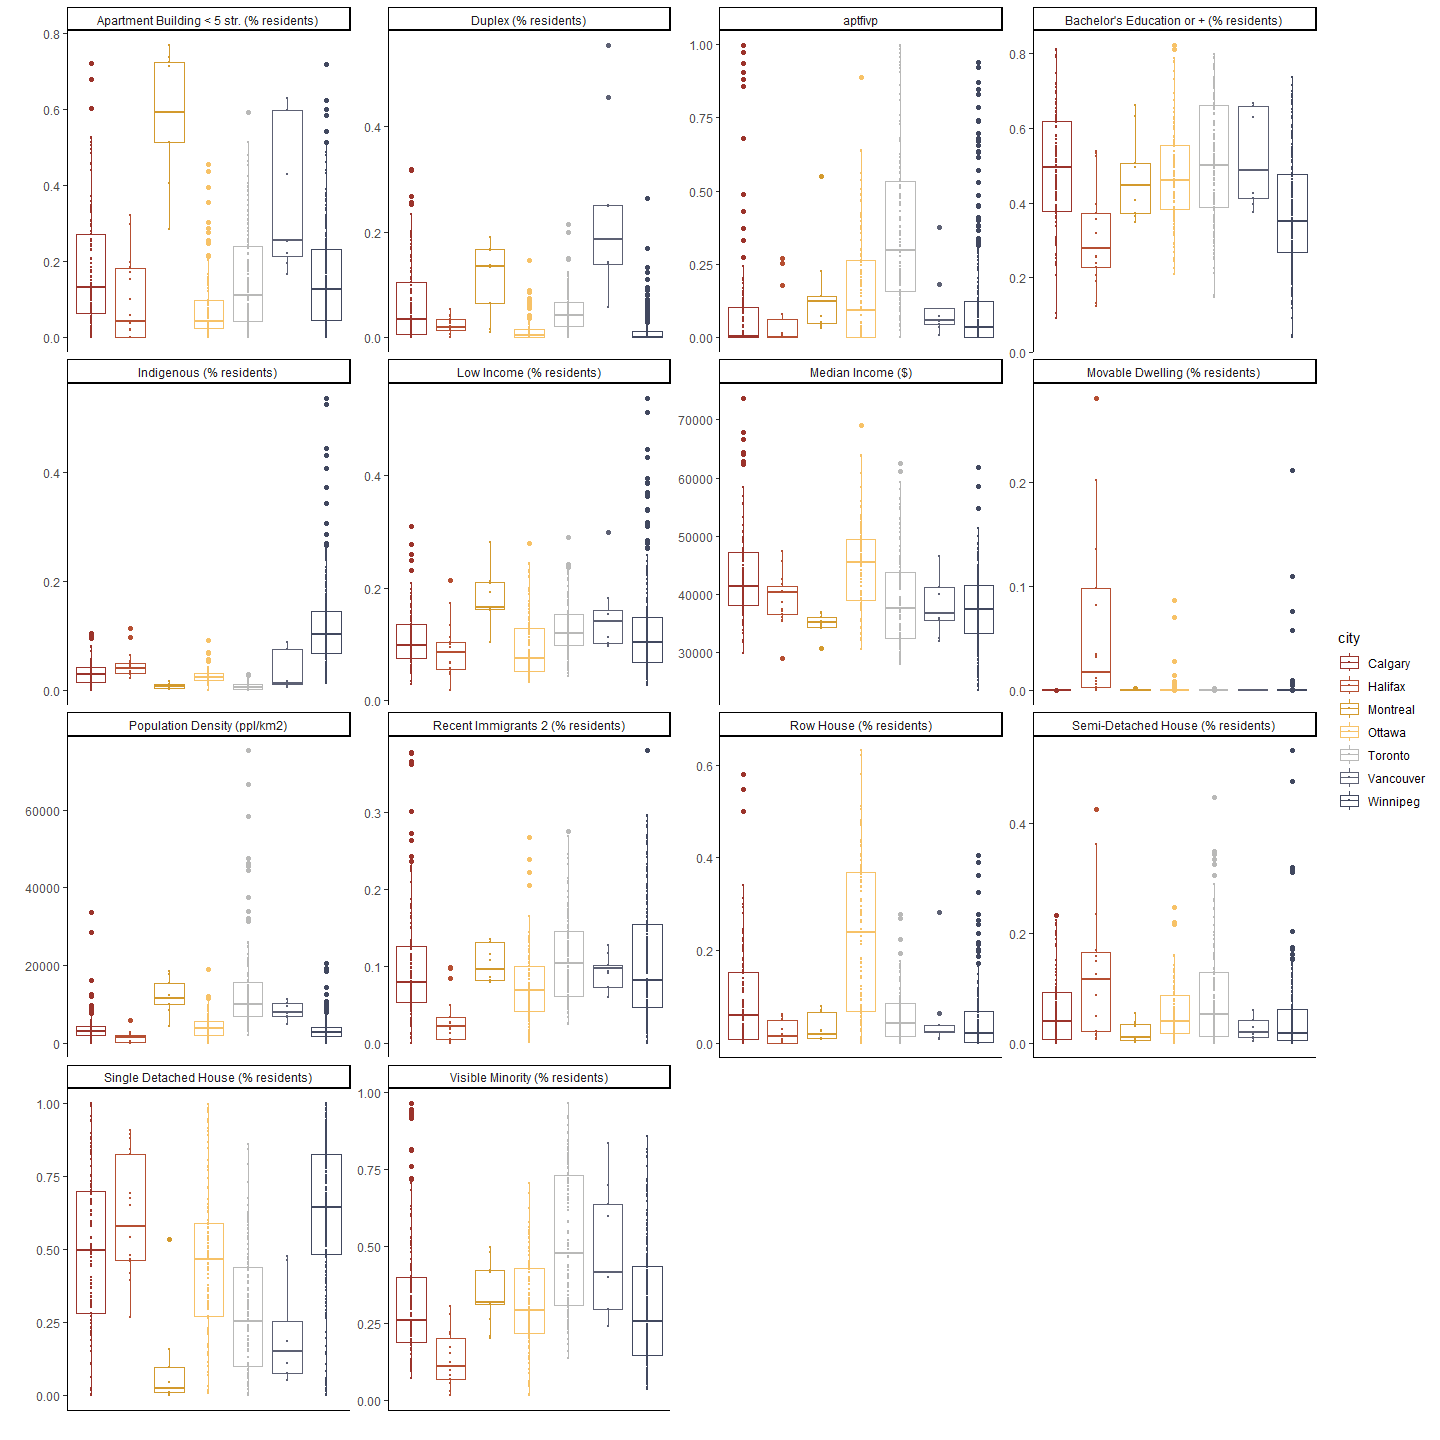 Apartment Building < 5 str. (% residents)
Duplex (% residents)
aptfivp
Bachelor's Education or + (% residents)
0.8
0.6
0.4
0.2
0.0
0.4
0.2
0.0
1.00
0.75
0.50
0.25
0.00
0.8
0.6
0.4
0.2
0.0
Indigenous (% residents)
Low Income (% residents)
Median Income ($)
Movable Dwelling (% residents)
0.4
0.2
0.0
0.4
0.2
0.0
70000
60000
50000
40000
30000
0.2
0.1
0.0
Population Density (ppl/km2)
Recent Immigrants 2 (% residents)
Row House (% residents)
Semi-Detached House (% residents)
60000
40000
20000
0
0.3
0.2
0.1
0.0
0.6
0.4
0.2
0.0
0.4
0.2
0.0
Single Detached House (% residents)
Visible Minority (% residents)
1.00
0.75
0.50
0.25
0.00
1.00
0.75
0.50
0.25
0.00
city
Calgary
Halifax
Montreal
Ottawa
Toronto
Vancouver
Winnipeg